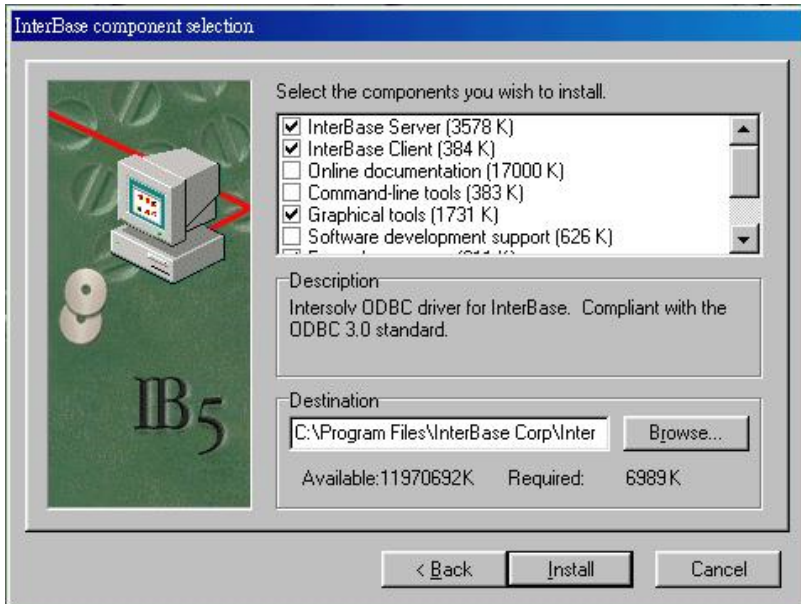 InterBase component selection
Select the components you wish to install.
InterBase Server (3578 K)
InterBase Client (384 K)
Online documentation (17000 K)
Command-line tools (383 K)
Graphical tools (1731 K)
Software development support (626 K)
Description
Intersolv ODBC driver for InterBase. Compliant with the
ODBC 3.0 standard.
IB5
Destination
C:\Program Files\InterBase Corp\Inter
Browse...
Available:11970692K Required: 6989 K
< Back Install Cancel